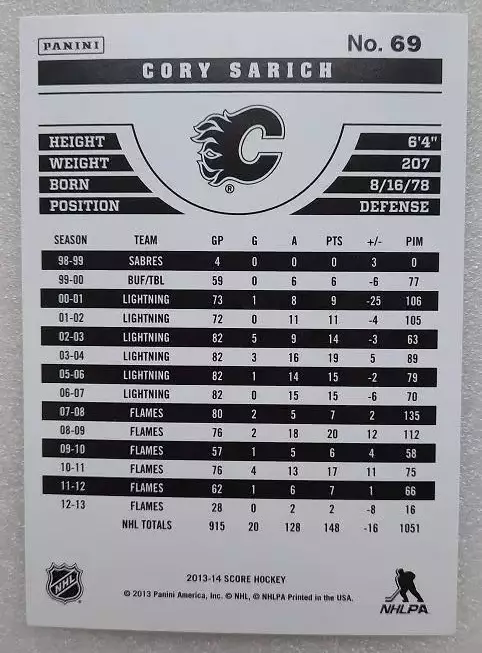 PANINI No. 69
CORY SARICH
C
®
HEIGHT 6'4"
WEIGHT 207
BORN 8/16/78
POSITION DEFENSE
SEASON TEAM GP G A PTS +/- PIM
98-99 SABRES 4 0 0 0 3 0
99-00 BUF/TBL 59 0 6 6 -6 77
00-01 LIGHTNING 73 1 8 9 -25 106
01-02 LIGHTNING 72 0 11 11 -4 105
02-03 LIGHTNING 82 5 9 14 -3 63
03-04 LIGHTNING 82 3 16 19 5 89
05-06 LIGHTNING 82 1 14 15 -2 79
06-07 LIGHTNING 82 0 15 15 -6 70
07-08 FLAMES 80 2 5 7 2 135
08-09 FLAMES 76 2 18 20 12 112
09-10 FLAMES 57 1 5 6 4 58
10-11 FLAMES 76 4 13 17 11 75
11-12 FLAMES 62 1 6 7 1 66
12-13 FLAMES 28 0 2 2 -8 16
NHL TOTALS 915 20 128 148 -16 1051
NHL
2013-14 SCORE HOCKEY
© 2013 Panini America, Inc. © NHL, © NHLPA Printed in the USA.
NHLPA